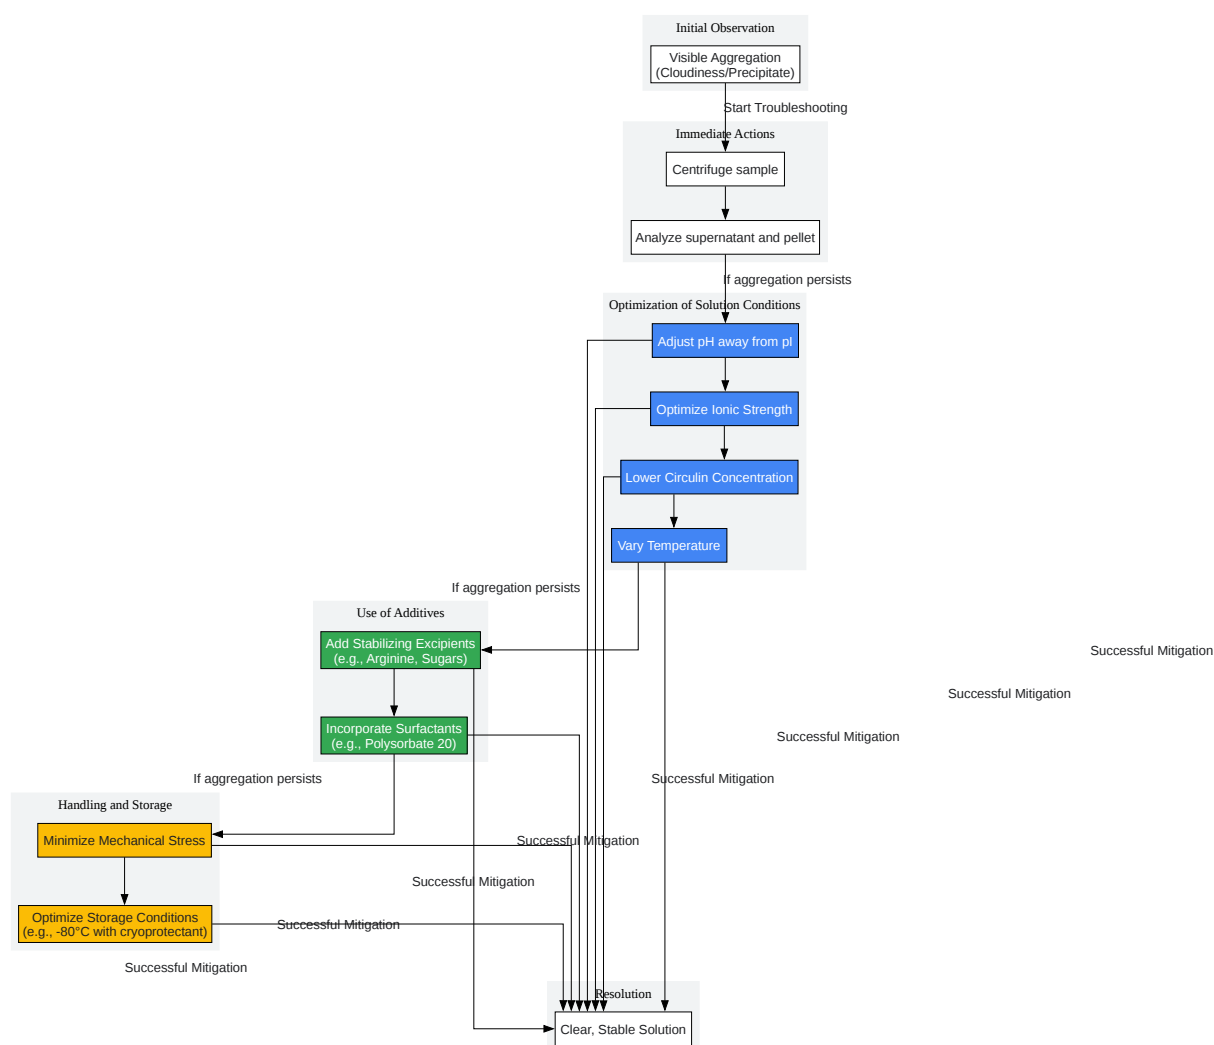 Initial Observation
Visible Aggregation
(Cloudiness/Precipitate)
Start Troubleshooting
Immediate Actions
Centrifuge sample
Analyze supernatant and pellet
If aggregation persists
Optimization of Solution Conditions
Adjust pH away from pI
Optimize Ionic Strength
Lower Circulin Concentration
Vary Temperature
If aggregation persists
Use of Additives
Add Stabilizing Excipients
(e.g., Arginine, Sugars)
Successful Mitigation
Successful Mitigation
Incorporate Surfactants
(e.g., Polysorbate 20)
Successful Mitigation
If aggregation persists
Successful Mitigation
Handling and Storage
Minimize Mechanical Stress
Successful Mitigation
Successful Mitigation
Optimize Storage Conditions
(e.g., -80°C with cryoprotectant)
Successful Mitigation
Successful Mitigation
Resolution
Clear, Stable Solution